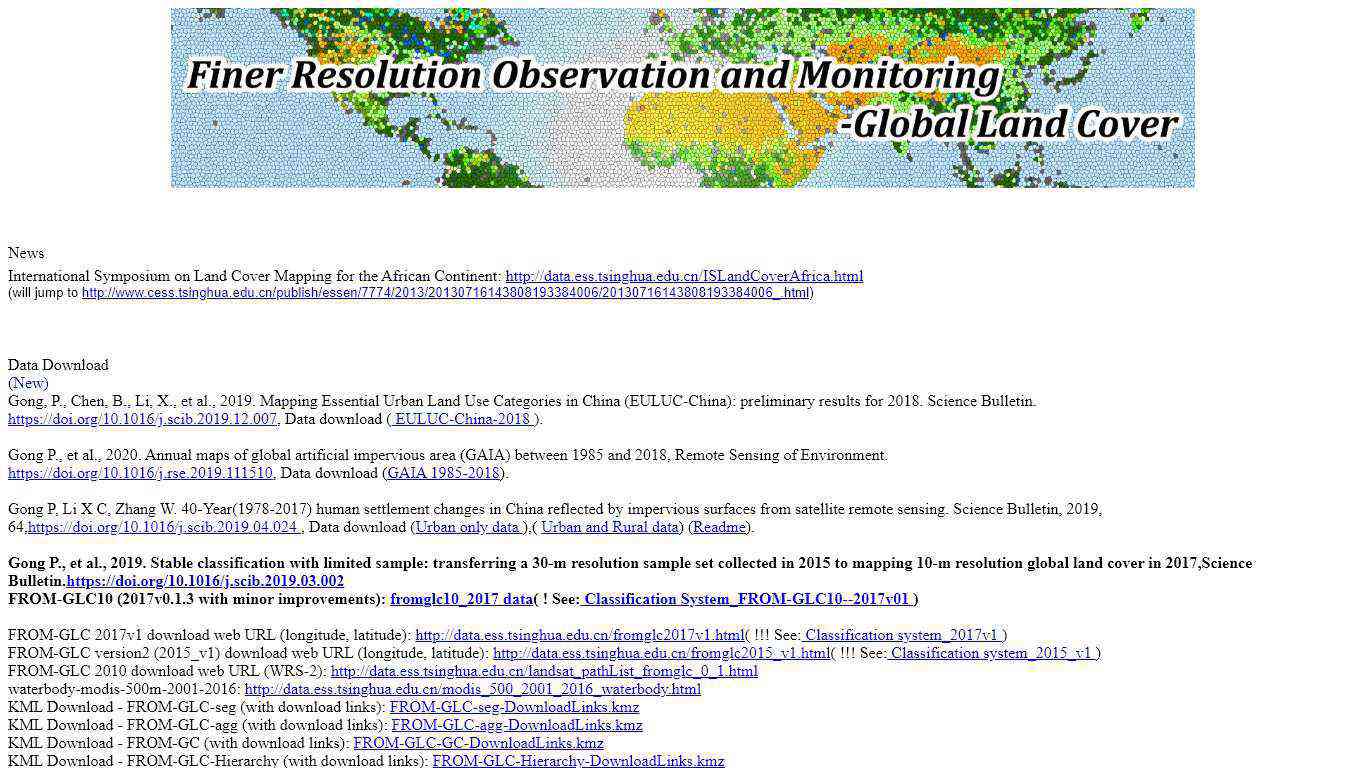 Finer Resolution Observation and Monitoring
-Global Land Cover
News
International Symposium on Land Cover Mapping for the African Continent: http://data.ess.tsinghua.edu.cn/ISLandCoverAfrica.html
(will jump to http://www.cess.tsinghua.edu.cn/publish/essen/7774/2013/20130716143808193384006/20130716143808193384006_.html)
Data Download
(New)
Gong, P., Chen, B., Li, X., et al., 2019. Mapping Essential Urban Land Use Categories in China (EULUC-China): preliminary results for 2018. Science Bulletin.
https://doi.org/10.1016/j.scib.2019.12.007, Data download ( EULUC-China-2018 ).
Gong P., et al., 2020. Annual maps of global artificial impervious area (GAIA) between 1985 and 2018, Remote Sensing of Environment.
https://doi.org/10.1016/j.rse.2019.111510, Data download (GAIA 1985-2018).
Gong P, Li X C, Zhang W. 40-Year(1978-2017) human settlement changes in China reflected by impervious surfaces from satellite remote sensing. Science Bulletin, 2019,
64,https://doi.org/10.1016/j.scib.2019.04.024 , Data download (Urban only data ),( Urban and Rural data) (Readme).
Gong P., et al., 2019. Stable classification with limited sample: transferring a 30-m resolution sample set collected in 2015 to mapping 10-m resolution global land cover in 2017,Science
Bulletin.https://doi.org/10.1016/j.scib.2019.03.002
FROM-GLC10 (2017v0.1.3 with minor improvements): fromglc10_2017 data( ! See: Classification System_FROM-GLC10--2017v01 )
FROM-GLC 2017v1 download web URL (longitude, latitude): http://data.ess.tsinghua.edu.cn/fromglc2017v1.html( !!! See: Classification system_2017v1 )
FROM-GLC version2 (2015_v1) download web URL (longitude, latitude): http://data.ess.tsinghua.edu.cn/fromglc2015_v1.html( !!! See: Classification system_2015_v1 )
FROM-GLC 2010 download web URL (WRS-2): http://data.ess.tsinghua.edu.cn/landsat_pathList_fromglc_0_1.html
waterbody-modis-500m-2001-2016: http://data.ess.tsinghua.edu.cn/modis_500_2001_2016_waterbody.html
KML Download - FROM-GLC-seg (with download links): FROM-GLC-seg-DownloadLinks.kmz
KML Download - FROM-GLC-agg (with download links): FROM-GLC-agg-DownloadLinks.kmz
KML Download - FROM-GC (with download links): FROM-GLC-GC-DownloadLinks.kmz
KML Download - FROM-GLC-Hierarchy (with download links): FROM-GLC-Hierarchy-DownloadLinks.kmz